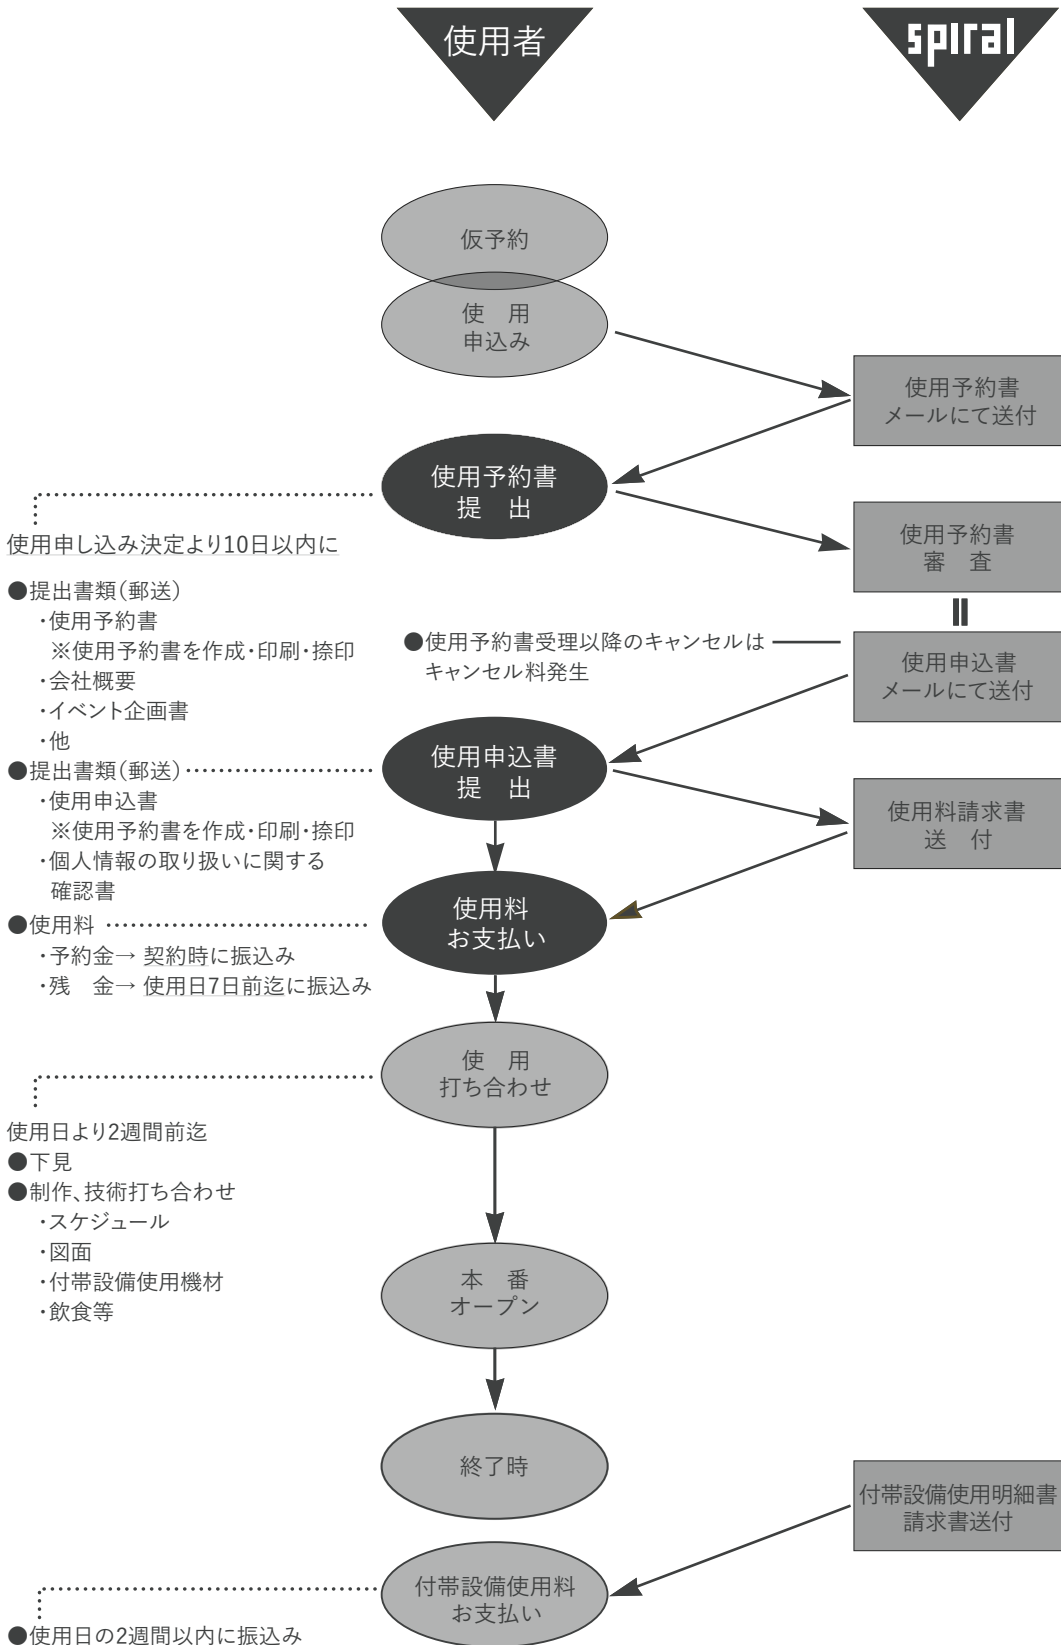 使用者
spiral
仮予約
使 用
申込み
使用予約書
メールにて送付
使用予約書
提 出
使用申し込み決定より10日以内に
●提出書類(郵送)
・使用予約書
※使用予約書を作成・印刷・捺印
・会社概要
・イベント企画書
・他
使用予約書
審 査
●使用予約書受理以降のキャンセルは
キャンセル料発生
使用申込書
メールにて送付
使用申込書
提 出
●提出書類(郵送)
・使用申込書
※使用予約書を作成・印刷・捺印
・個人情報の取り扱いに関する
確認書
使用料請求書
送 付
使用料
お支払い
●使用料
・予約金→ 契約時に振込み
・残 金→ 使用日7日前迄に振込み
使 用
打ち合わせ
使用日より2週間前迄
●下見
●制作、技術打ち合わせ
・スケジュール
・図面
・付帯設備使用機材
・飲食等
本 番
オープン
終了時
付帯設備使用明細書
請求書送付
付帯設備使用料
お支払い
●使用日の2週間以内に振込み